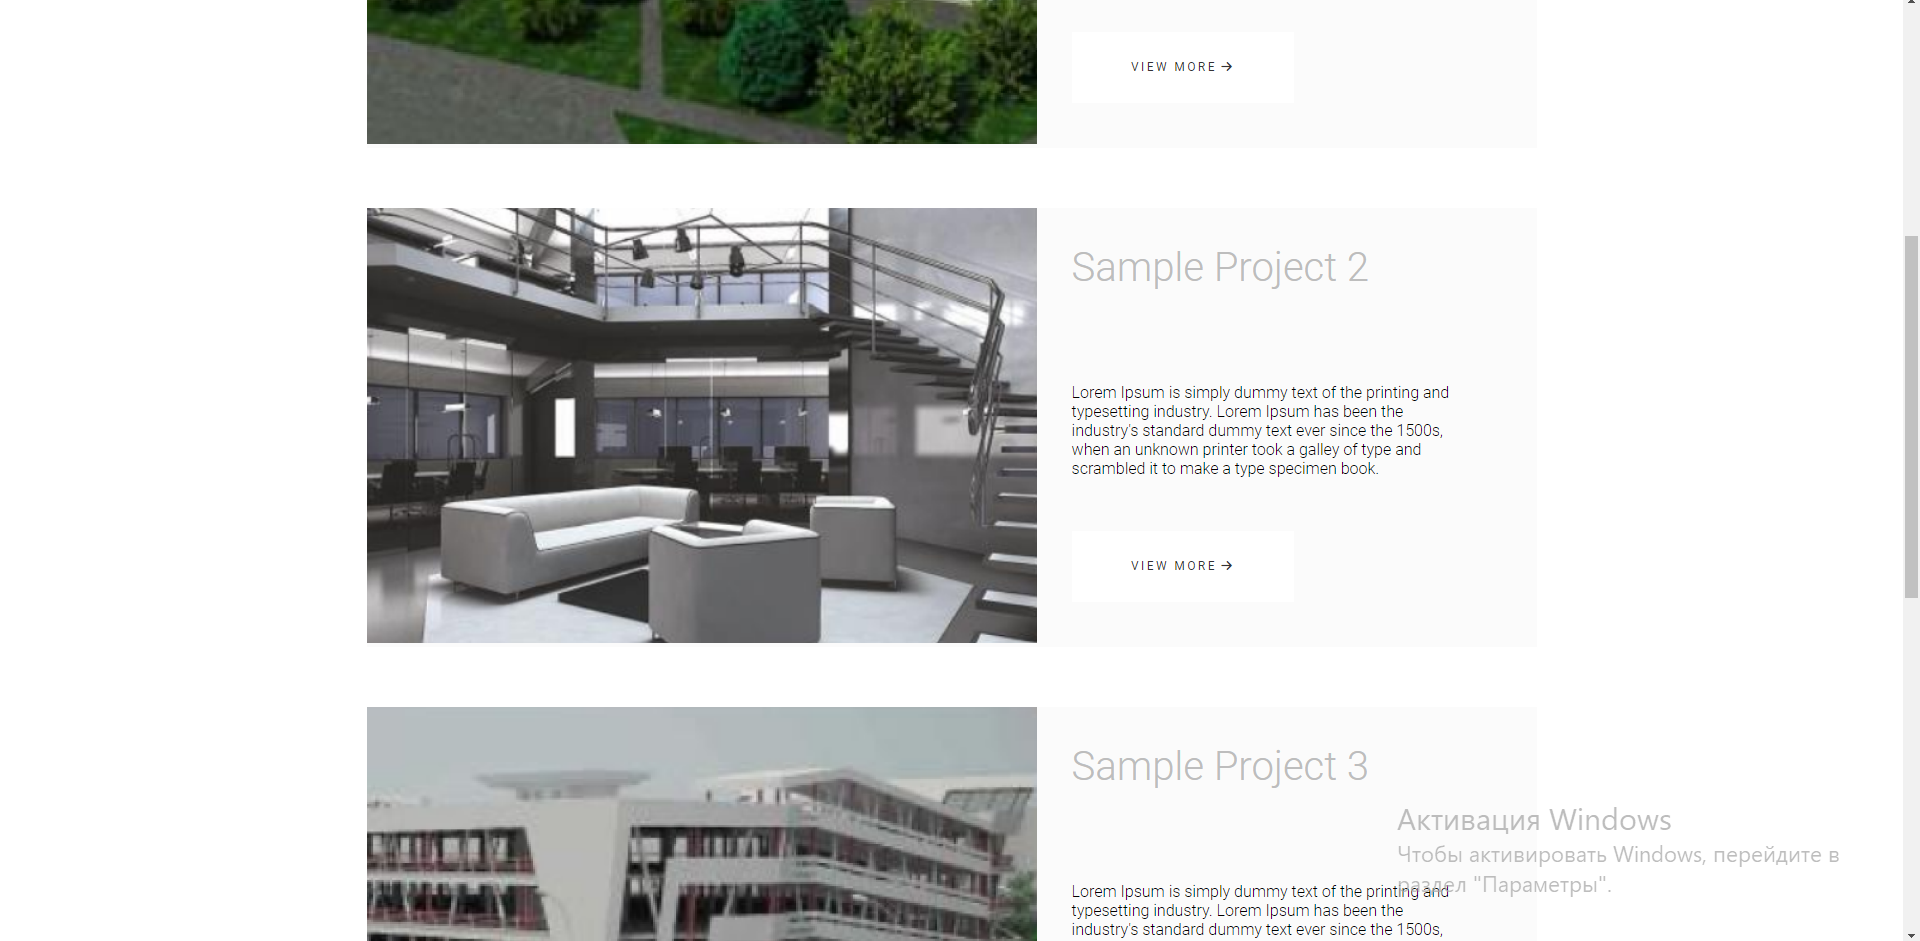 VIEW MORE →
Sample Project 2
Lorem Ipsum is simply dummy text of the printing and
typesetting industry. Lorem Ipsum has been the
industry's standard dummy text ever since the 1500s,
when an unknown printer took a galley of type and
scrambled it to make a type specimen book.
VIEW MORE →
Sample Project 3
Lorem Ipsum is simply dummy text of the printing and
typesetting industry. Lorem Ipsum has been the
industry's standard dummy text ever since the 1500s,
Активация Windows
Чтобы активировать Windows, перейдите в
раздел "Параметры".